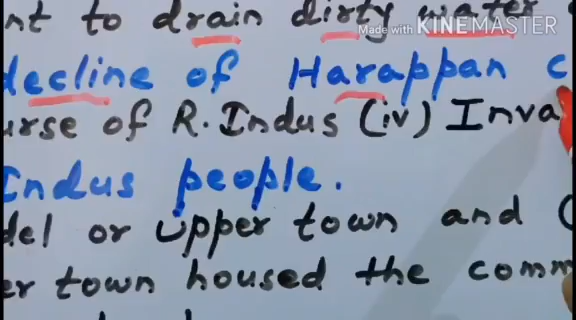 nt to drain dirty water
Made with KINEMASTER
decline of Harappan c
urse of R. Indus (iv) Inva
Indus people.
del or Upper town and (
er town housed the comm